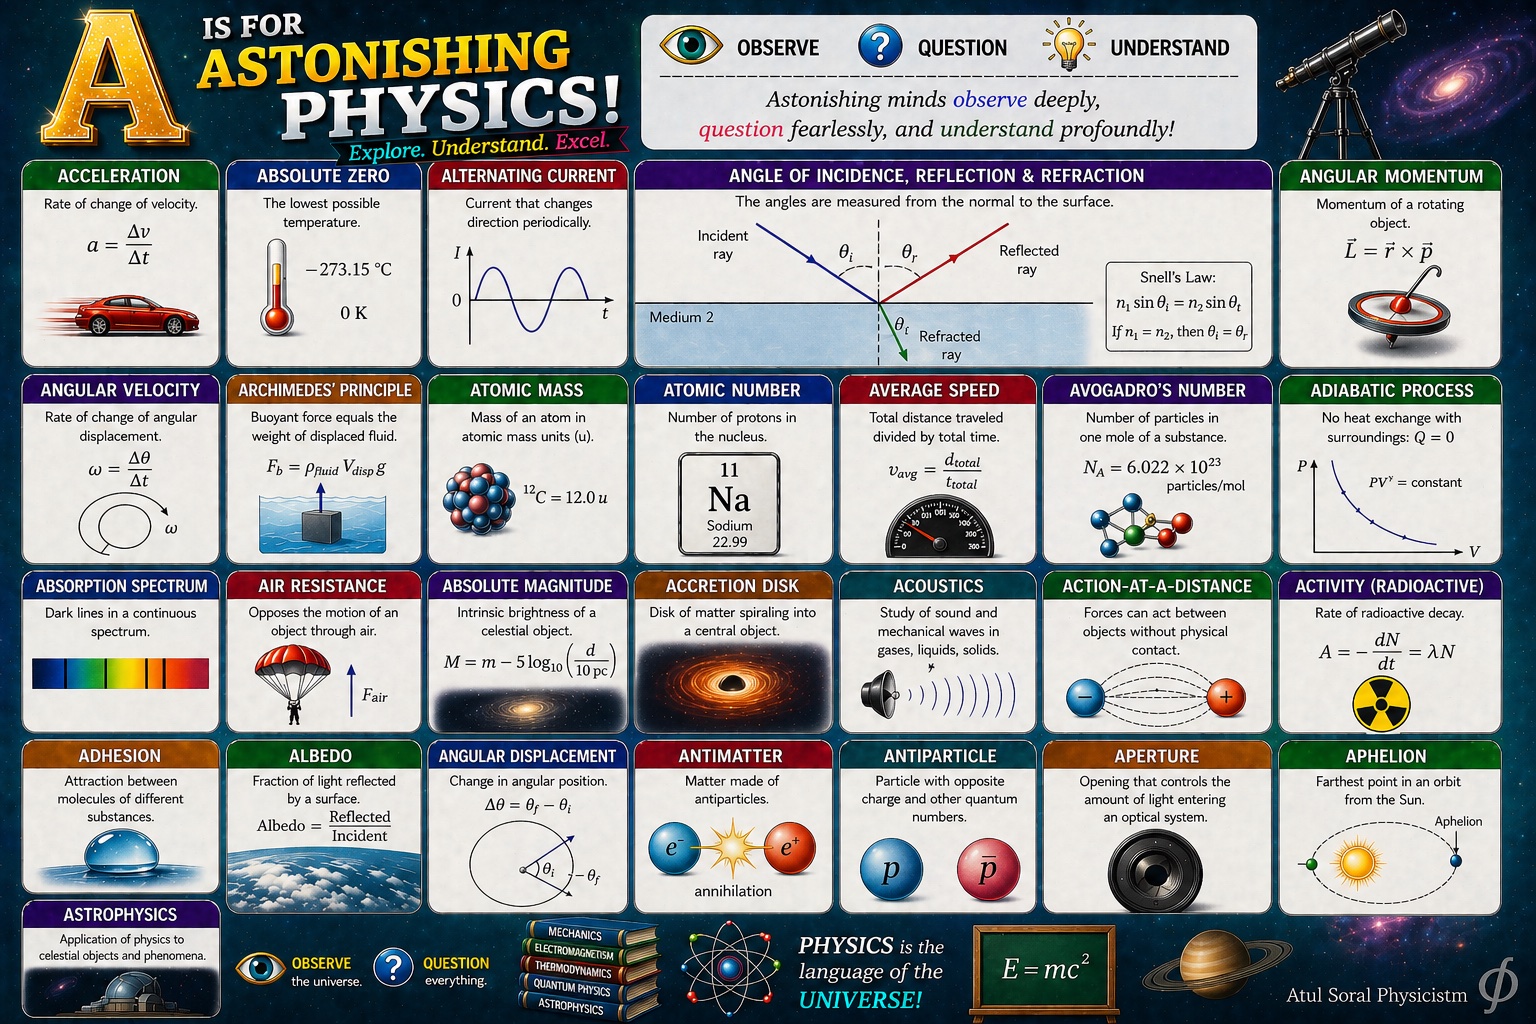 A IS FOR
ASTONISHING
PHYSICS!
Explore. Understand. Excel.
OBSERVE ? QUESTION UNDERSTAND
Astonishing minds observe deeply,
question fearlessly, and understand profoundly!
ACCELERATION
Rate of change of velocity.
a = Δv/Δt
ABSOLUTE ZERO
The lowest possible
temperature.
−273.15 °C
0 K
ALTERNATING CURRENT
Current that changes
direction periodically.
I
0
t
ANGLE OF INCIDENCE, REFLECTION & REFRACTION
The angles are measured from the normal to the surface.
Incident
ray
θi θr
Reflected
ray
Medium 2
θt
Refracted
ray
Snell's Law:
n₁ sin θi = n₂ sin θt
If n₁ = n₂, then θi = θr
ANGULAR MOMENTUM
Momentum of a rotating
object.
L⃗ = r⃗ × p⃗
ANGULAR VELOCITY
Rate of change of angular
displacement.
ω = Δθ/Δt
ω
ARCHIMEDES' PRINCIPLE
Buoyant force equals the
weight of displaced fluid.
Fb = ρfluid Vdisp g
ATOMIC MASS
Mass of an atom in
atomic mass units (u).
¹²C = 12.0 u
ATOMIC NUMBER
Number of protons in
the nucleus.
11
Na
Sodium
22.99
AVERAGE SPEED
Total distance traveled
divided by total time.
vavg = dtotal/ttotal
AVOGADRO'S NUMBER
Number of particles in
one mole of a substance.
NA = 6.022 × 10²³
particles/mol
ADIABATIC PROCESS
No heat exchange with
surroundings: Q = 0
P
PVᵞ = constant
V
ABSORPTION SPECTRUM
Dark lines in a continuous
spectrum.
AIR RESISTANCE
Opposes the motion of an
object through air.
Fair
ABSOLUTE MAGNITUDE
Intrinsic brightness of a
celestial object.
M = m − 5 log₁₀ (d/10 pc)
ACCRETION DISK
Disk of matter spiraling into
a central object.
ACOUSTICS
Study of sound and
mechanical waves in
gases, liquids, solids.
ACTION-AT-A-DISTANCE
Forces can act between
objects without physical
contact.
− +
ACTIVITY (RADIOACTIVE)
Rate of radioactive decay.
A = − dN/dt = λN
ADHESION
Attraction between
molecules of different
substances.
ALBEDO
Fraction of light reflected
by a surface.
Albedo = Reflected/Incident
ANGULAR DISPLACEMENT
Change in angular position.
Δθ = θf − θi
θi
θf
ANTIMATTER
Matter made of
antiparticles.
e⁻ e⁺
annihilation
ANTIPARTICLE
Particle with opposite
charge and other quantum
numbers.
p p̄
APERTURE
Opening that controls the
amount of light entering
an optical system.
APHELION
Farthest point in an orbit
from the Sun.
Aphelion
ASTROPHYSICS
Application of physics to
celestial objects and phenomena.
OBSERVE
the universe.
? QUESTION
everything.
MECHANICS
ELECTROMAGNETISM
THERMODYNAMICS
QUANTUM PHYSICS
ASTROPHYSICS
PHYSICS is the
language of the
UNIVERSE!
E = mc²
Atul Soral Physicistm